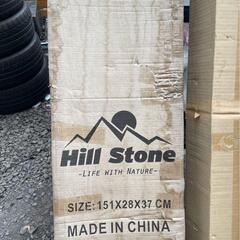 Hill Stone
-LIFE WITH NATURE-
SIZE: 151X28X37 CM
MADE IN CHINA